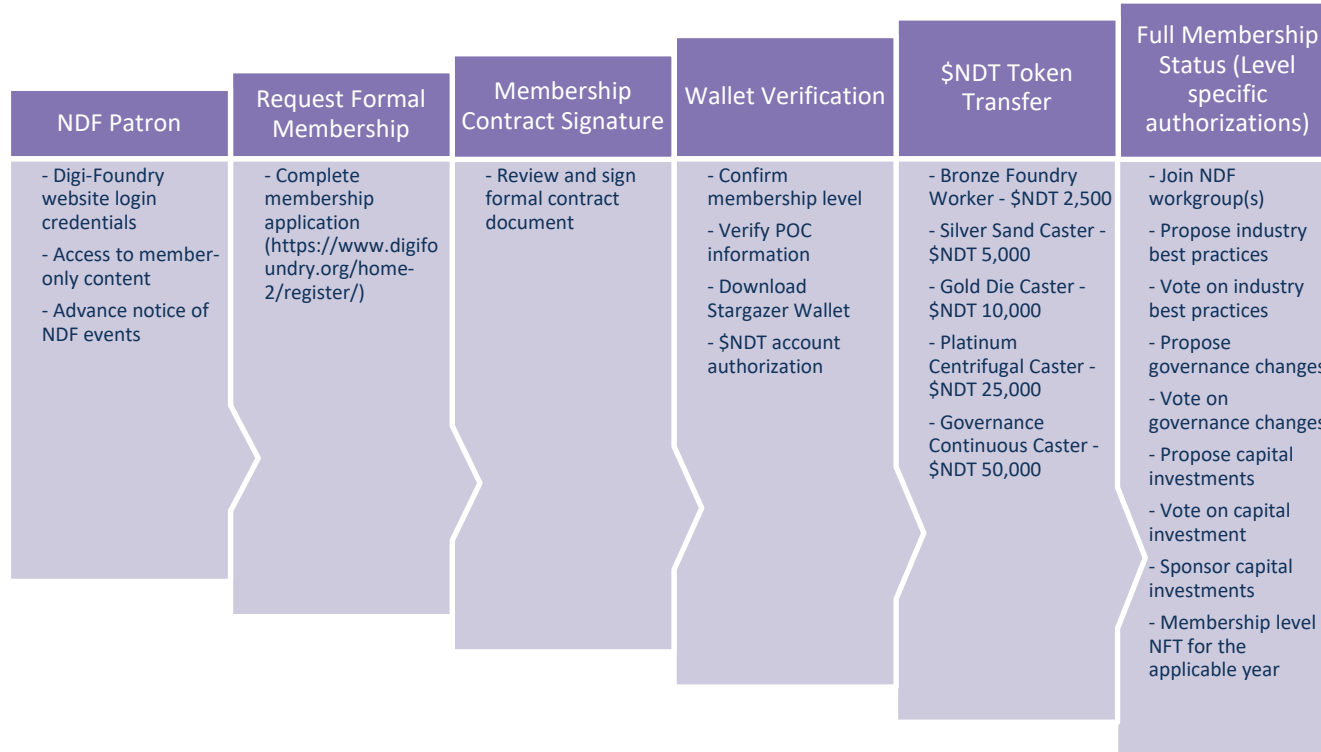 NDF Patron
- Digi-Foundry
website login
credentials
- Access to member-
only content
- Advance notice of
NDF events
Request Formal
Membership
- Complete
membership
application
(https://www.digifo
undry.org/home-
2/register/)
Membership
Contract Signature
- Review and sign
formal contract
document
Wallet Verification
- Confirm
membership level
- Verify POC
information
- Download
Stargazer Wallet
- $NDT account
authorization
$NDT Token
Transfer
- Bronze Foundry
Worker - $NDT 2,500
- Silver Sand Caster -
$NDT 5,000
- Gold Die Caster -
$NDT 10,000
- Platinum
Centrifugal Caster -
$NDT 25,000
- Governance
Continuous Caster -
$NDT 50,000
Full Membership
Status (Level
specific
authorizations)
- Join NDF
workgroup(s)
- Propose industry
best practices
- Vote on industry
best practices
- Propose
governance changes
- Vote on
governance changes
- Propose capital
investments
- Vote on capital
investment
- Sponsor capital
investments
- Membership level
NFT for the
applicable year